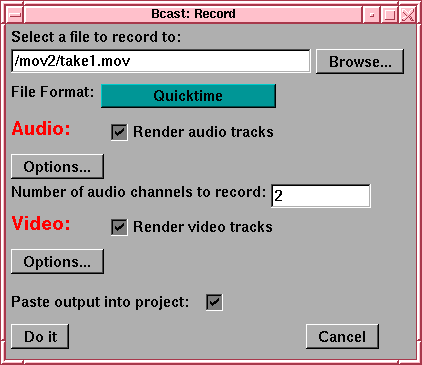 Bcast: Record
Select a file to record to:
/mov2/take1.mov Browse...
File Format: Quicktime
Audio: Render audio tracks
Options...
Number of audio channels to record: 2
Video: Render video tracks
Options...
Paste output into project:
Do it Cancel